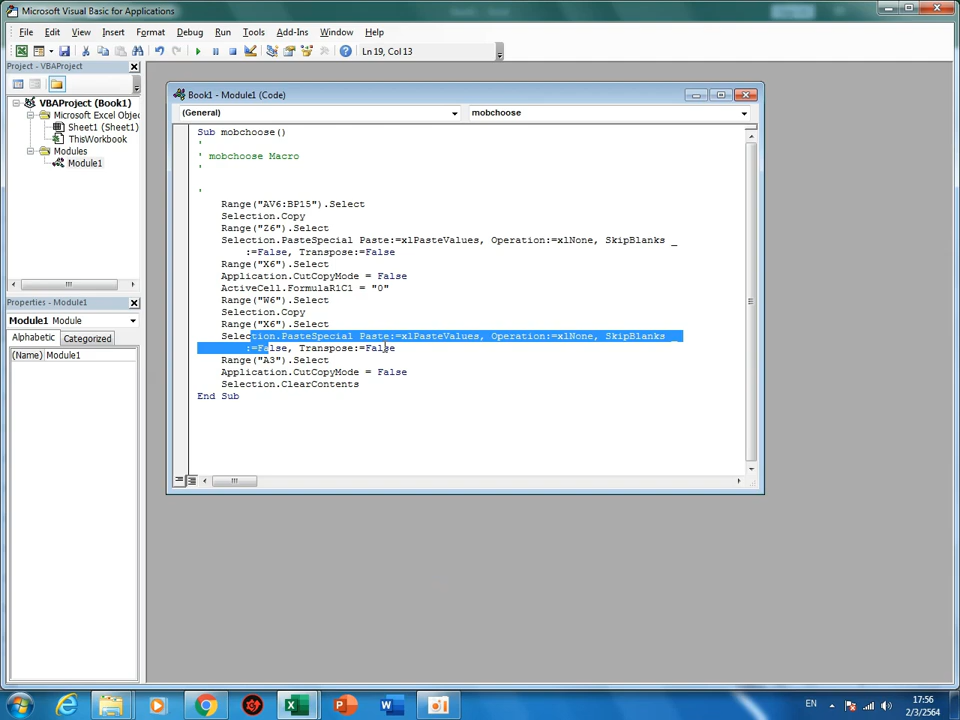 Microsoft Visual Basic for Applications
File Edit View Insert Format Debug Run Tools Add-Ins Window Help
Ln 19, Col 13
Project - VBAProject
VBAProject (Book1)
Microsoft Excel Objec
Sheet1 (Sheet1)
ThisWorkbook
Modules
Module1
Properties - Module1
Module1 Module
Alphabetic Categorized
(Name) Module1
Book1 - Module1 (Code)
(General) mobchoose
Sub mobchoose()
'
' mobchoose Macro
'
'
Range("AV6:BP15").Select
Selection.Copy
Range("Z6").Select
Selection.PasteSpecial Paste:=xlPasteValues, Operation:=xlNone, SkipBlanks _
:=False, Transpose:=False
Range("X6").Select
Application.CutCopyMode = False
ActiveCell.FormulaR1C1 = "0"
Range("W6").Select
Selection.Copy
Range("X6").Select
Selection.PasteSpecial Paste:=xlPasteValues, Operation:=xlNone, SkipBlanks _
:=False, Transpose:=False
Range("A3").Select
Application.CutCopyMode = False
Selection.ClearContents
End Sub
EN
17:56
2/3/2564